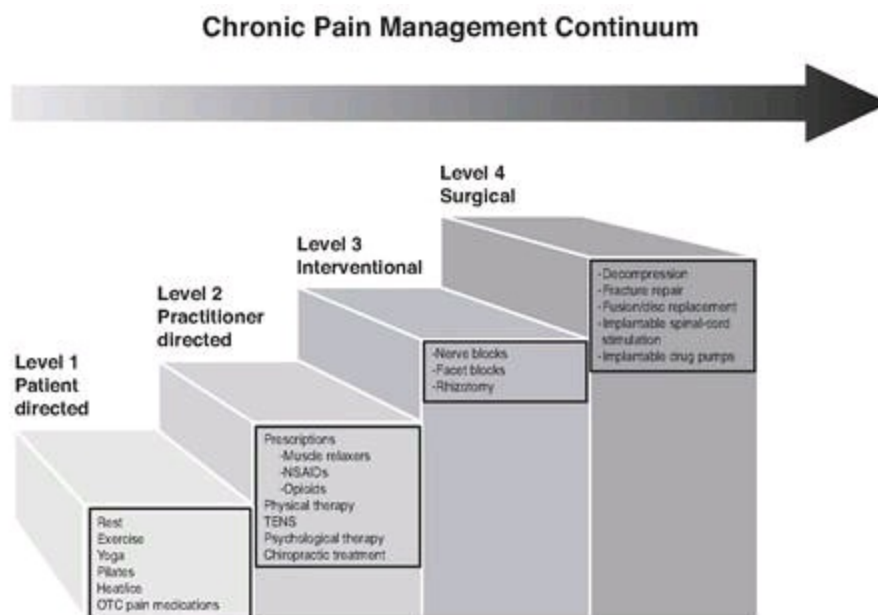 Chronic Pain Management Continuum
Level 4
Surgical
-Decompression
-Fracture repair
-Fusion/disc replacement
-Implantable spinal-cord
stimulation
-Implantable drug pumps
Level 3
Interventional
-Nerve blocks
-Facet blocks
-Rhizotomy
Level 2
Practitioner
directed
Prescriptions
-Muscle relaxers
-NSAIDs
-Opioids
Physical therapy
TENS
Psychological therapy
Chiropractic treatment
Level 1
Patient
directed
Rest
Exercise
Yoga
Pilates
Heat/ice
OTC pain medications